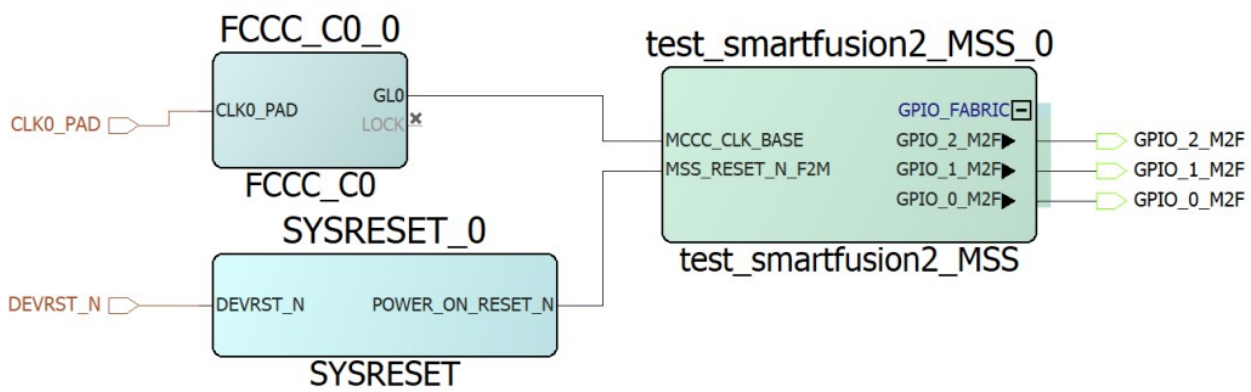 FCCC_C0_0
CLK0_PAD
CLK0_PAD
GL0
LOCK
FCCC_C0
SYSRESET_0
DEVRST_N
DEVRST_N
POWER_ON_RESET_N
SYSRESET
test_smartfusion2_MSS_0
GPIO_FABRIC
MCCC_CLK_BASE
GPIO_2_M2F
GPIO_2_M2F
MSS_RESET_N_F2M
GPIO_1_M2F
GPIO_1_M2F
GPIO_0_M2F
GPIO_0_M2F
test_smartfusion2_MSS